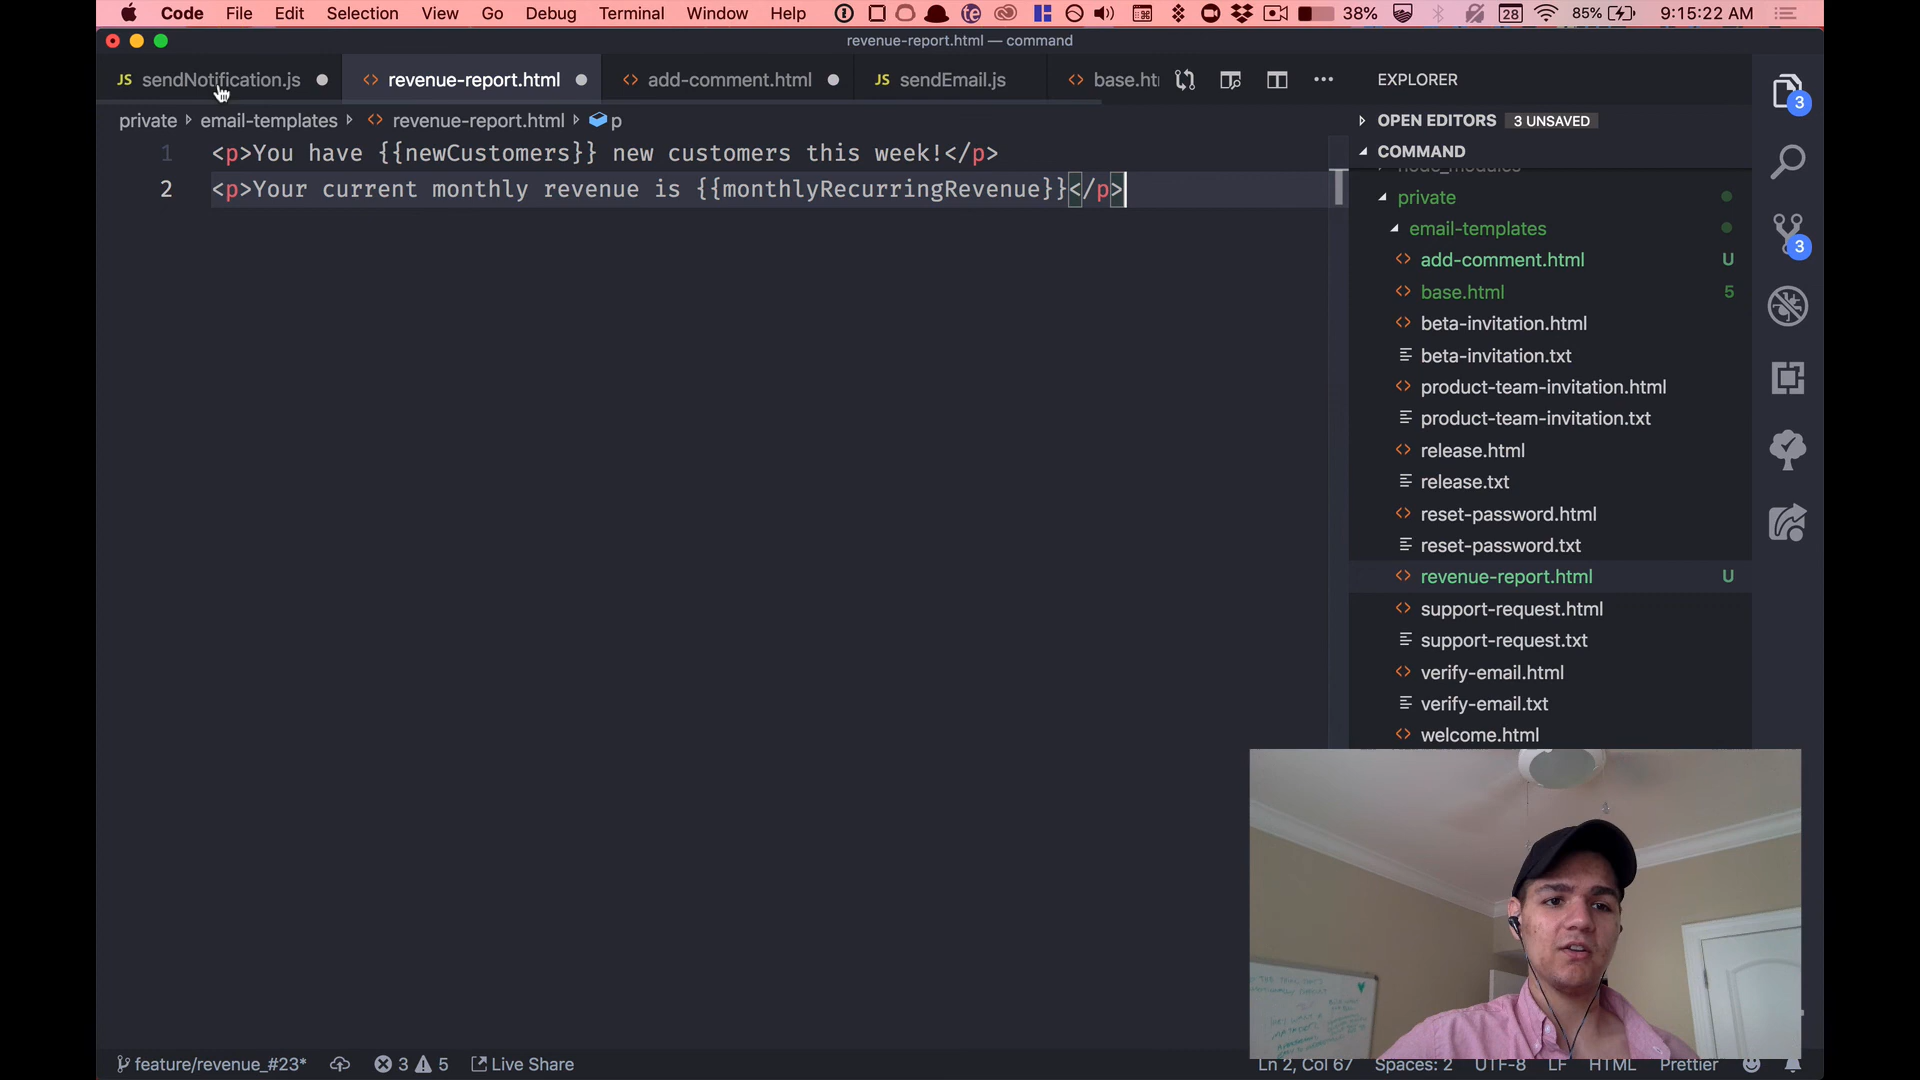 Code File Edit Selection View Go Debug Terminal Window Help 38% 28 85% 9:15:22 AM
revenue-report.html — command
JS sendNotification.js <> revenue-report.html <> add-comment.html JS sendEmail.js <> base.ht EXPLORER
private email-templates <> revenue-report.html p
OPEN EDITORS 3 UNSAVED
COMMAND
1 <p>You have {{newCustomers}} new customers this week!</p>
2 <p>Your current monthly revenue is {{monthlyRecurringRevenue}}</p>
node_modules
private
email-templates
<> add-comment.html U
<> base.html 5
<> beta-invitation.html
beta-invitation.txt
<> product-team-invitation.html
product-team-invitation.txt
<> release.html
release.txt
<> reset-password.html
reset-password.txt
<> revenue-report.html U
<> support-request.html
support-request.txt
<> verify-email.html
verify-email.txt
<> welcome.html
3
3
feature/revenue_#23* 3 5 Live Share Ln 2, Col 67 Spaces: 2 UTF-8 LF HTML Prettier